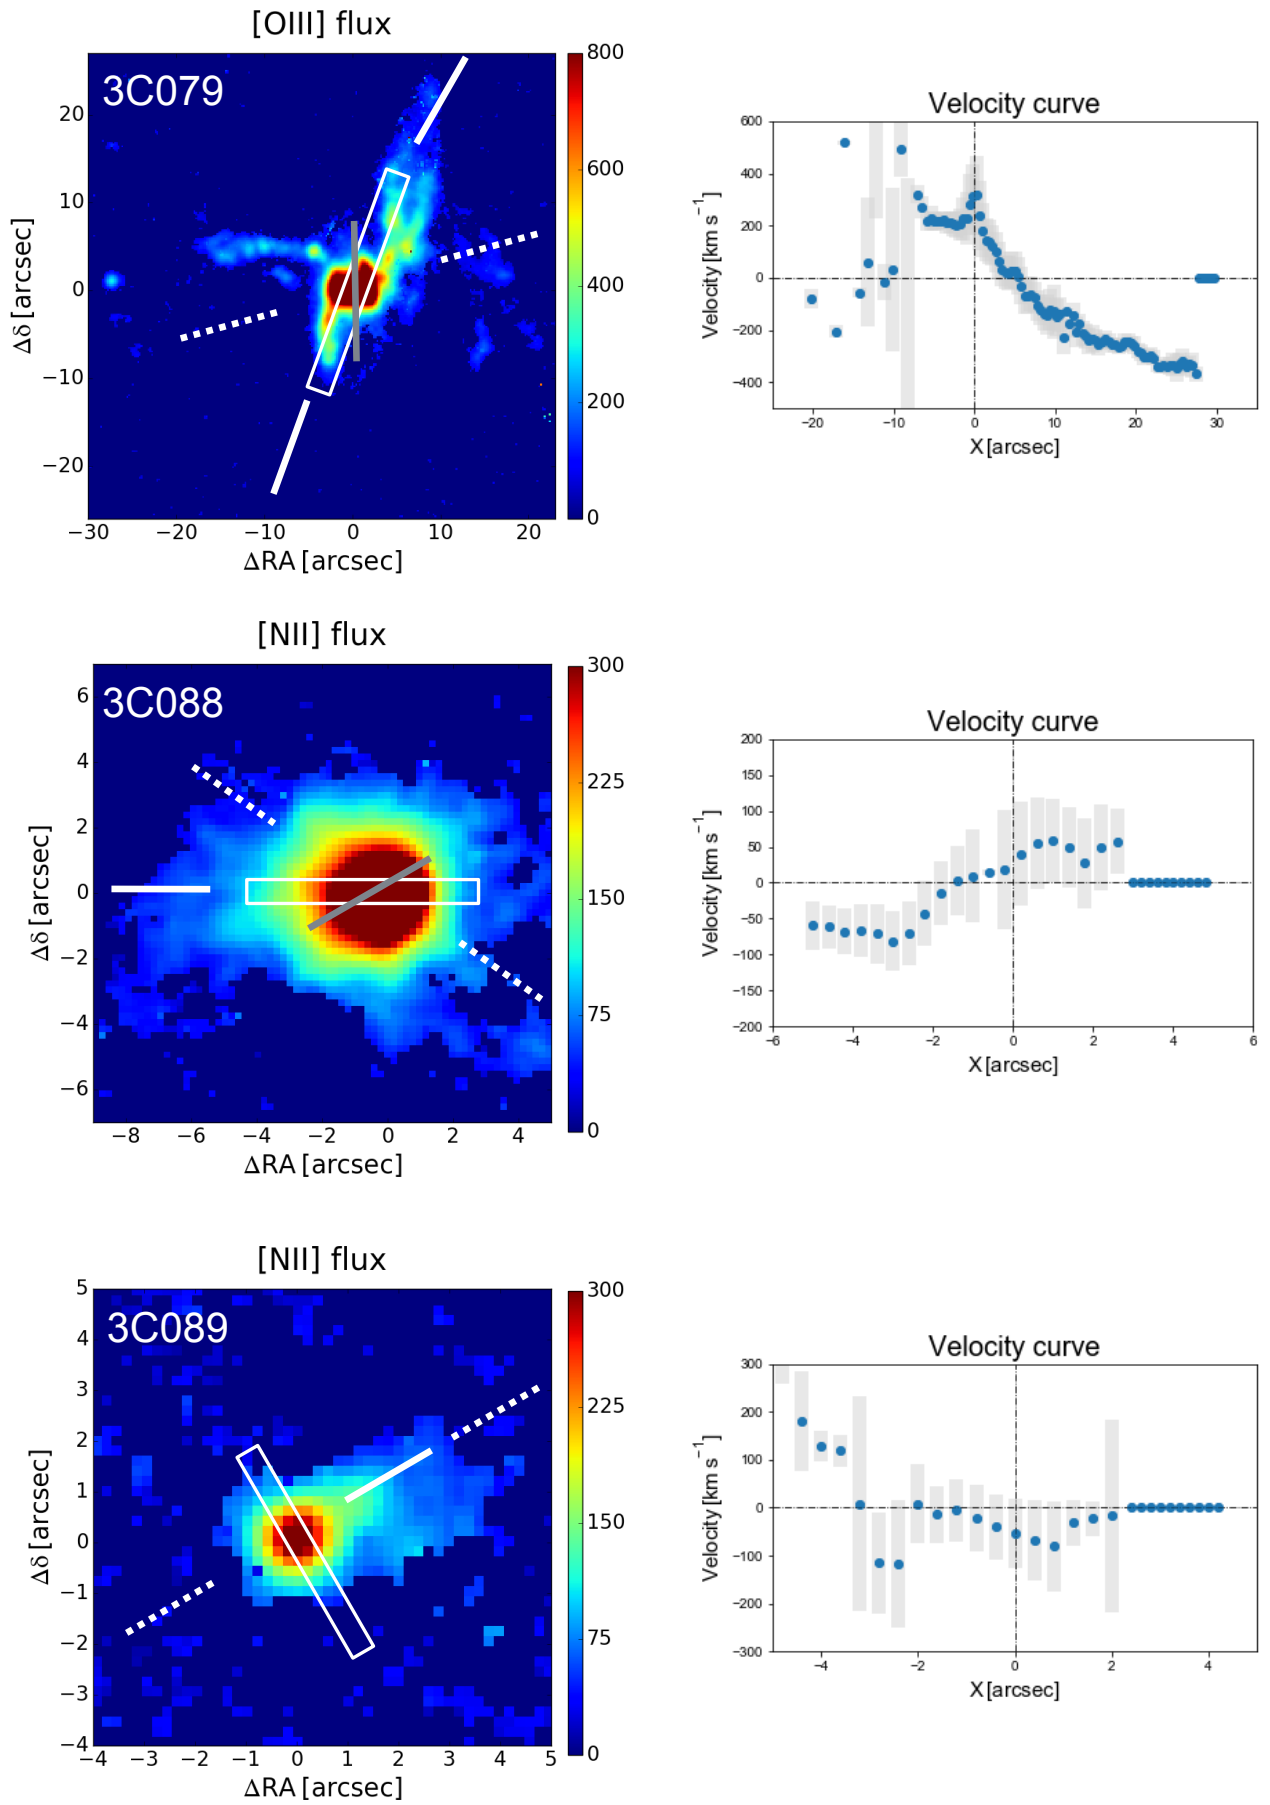 [OIII] flux
3C079
20
10
0
−10
−20
Δδ [arcsec]
−30 −20 −10 0 10 20
ΔRA [arcsec]
800
600
400
200
0
Velocity curve
600
400
200
0
−200
−400
Velocity [km s⁻¹]
−20 −10 0 10 20 30
X [arcsec]
[NII] flux
3C088
6
4
2
0
−2
−4
−6
Δδ [arcsec]
−8 −6 −4 −2 0 2 4
ΔRA [arcsec]
300
225
150
75
0
Velocity curve
200
150
100
50
0
−50
−100
−150
−200
Velocity [km s⁻¹]
−6 −4 −2 0 2 4 6
X [arcsec]
[NII] flux
3C089
5
4
3
2
1
0
−1
−2
−3
−4
Δδ [arcsec]
−4 −3 −2 −1 0 1 2 3 4 5
ΔRA [arcsec]
300
225
150
75
0
Velocity curve
300
200
100
0
−100
−200
−300
Velocity [km s⁻¹]
−4 −2 0 2 4
X [arcsec]